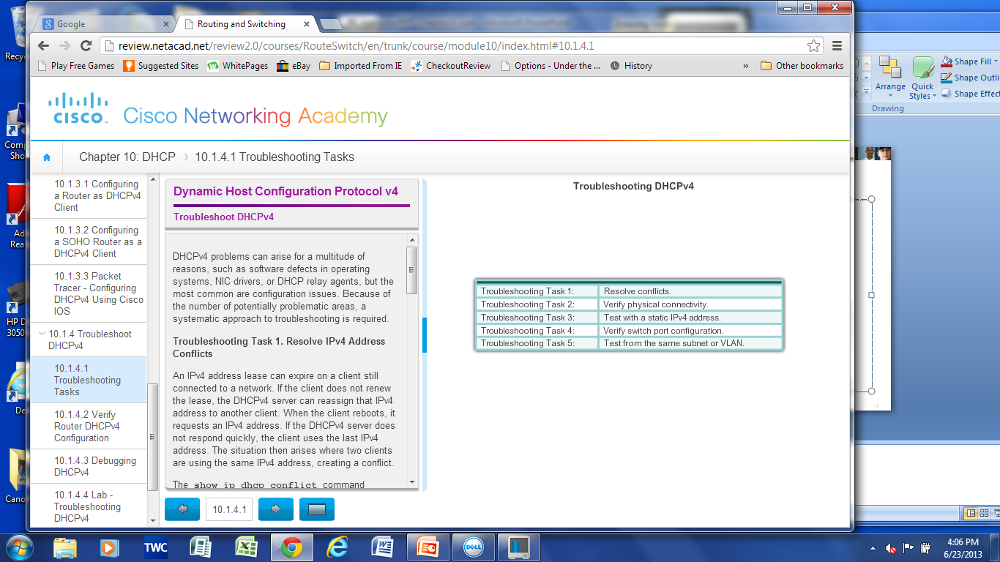 Google
Routing and Switching
review.netacad.net/review2.0/courses/RouteSwitch/en/trunk/course/module10/index.html#10.1.4.1
Play Free Games
Suggested Sites
WhitePages
eBay
Imported From IE
CheckoutReview
Options - Under the ...
History
»
Other bookmarks
CISCO
Cisco Networking Academy
Chapter 10: DHCP > 10.1.4.1 Troubleshooting Tasks
10.1.3.1 Configuring
a Router as DHCPv4
Client
10.1.3.2 Configuring
a SOHO Router as a
DHCPv4 Client
10.1.3.3 Packet
Tracer - Configuring
DHCPv4 Using Cisco
IOS
10.1.4 Troubleshoot
DHCPv4
10.1.4.1
Troubleshooting
Tasks
10.1.4.2 Verify
Router DHCPv4
Configuration
10.1.4.3 Debugging
DHCPv4
10.1.4.4 Lab -
Troubleshooting
DHCPv4
Dynamic Host Configuration Protocol v4
Troubleshoot DHCPv4
DHCPv4 problems can arise for a multitude of
reasons, such as software defects in operating
systems, NIC drivers, or DHCP relay agents, but the
most common are configuration issues. Because of
the number of potentially problematic areas, a
systematic approach to troubleshooting is required.
Troubleshooting Task 1. Resolve IPv4 Address
Conflicts
An IPv4 address lease can expire on a client still
connected to a network. If the client does not renew
the lease, the DHCPv4 server can reassign that IPv4
address to another client. When the client reboots, it
requests an IPv4 address. If the DHCPv4 server does
not respond quickly, the client uses the last IPv4
address. The situation then arises where two clients
are using the same IPv4 address, creating a conflict.
The show ip dhcp conflict command
10.1.4.1
Troubleshooting DHCPv4
Troubleshooting Task 1: Resolve conflicts.
Troubleshooting Task 2: Verify physical connectivity.
Troubleshooting Task 3: Test with a static IPv4 address.
Troubleshooting Task 4: Verify switch port configuration.
Troubleshooting Task 5: Test from the same subnet or VLAN.
Arrange
Quick
Styles
Shape Fill
Shape Outli
Shape Effec
Drawing
Recyc
Comp
Sho
Ad
Rea
HP D
3050
De
Cano
TWC
DELL
4:06 PM
6/23/2013